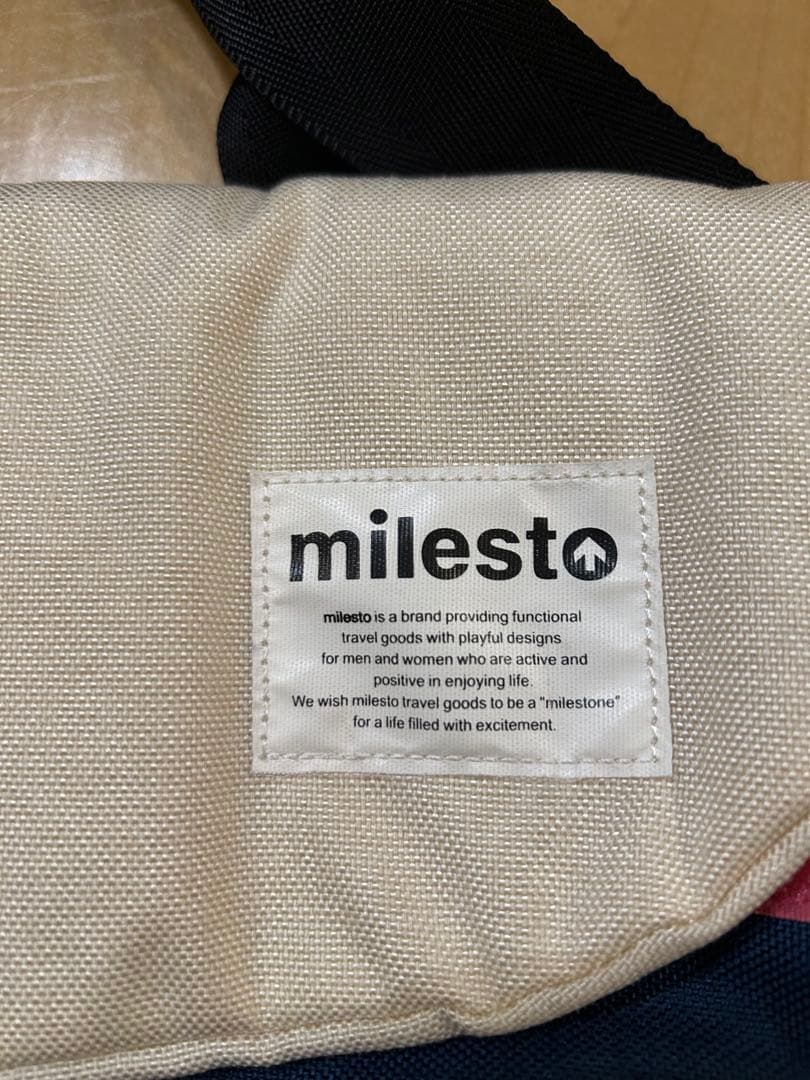 milesto
milesto is a brand providing functional
travel goods with playful designs
for men and women who are active and
positive in enjoying life.
We wish milesto travel goods to be a "milestone"
for a life filled with excitement.